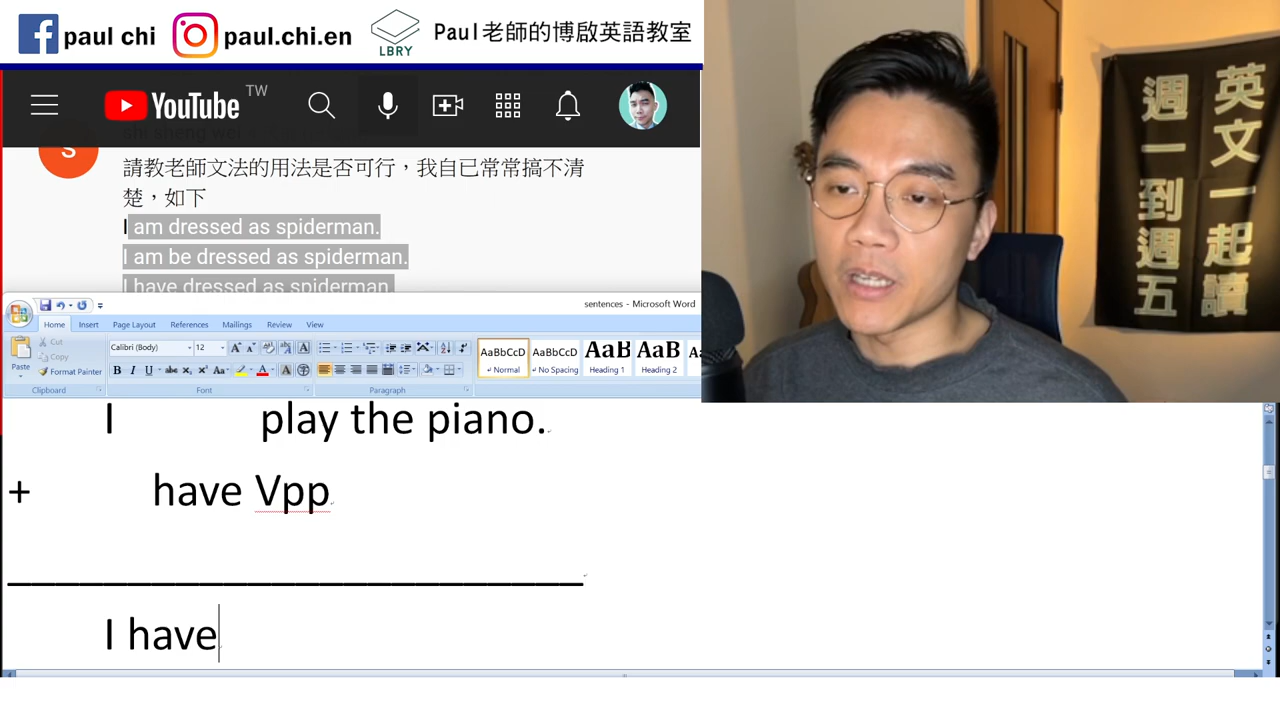 paul chi
paul.chi.en
LBRY
Paul老師的博啟英語教室
YouTube TW
S
請教老師文法的用法是否可行，我自已常常搞不清
楚，如下
I am dressed as spiderman.
I am be dressed as spiderman.
I have dressed as spiderman
sentences - Microsoft Word
Home Insert Page Layout References Mailings Review View
Paste
Cut
Copy
Format Painter
Clipboard
Calibri (Body) 12
Font
Paragraph
AaBbCcD
Normal
AaBbCcD
No Spacing
AaBb
Heading 1
AaB
Heading 2
I play the piano.
+ have Vpp
I have
英文一起讀
週一到週五